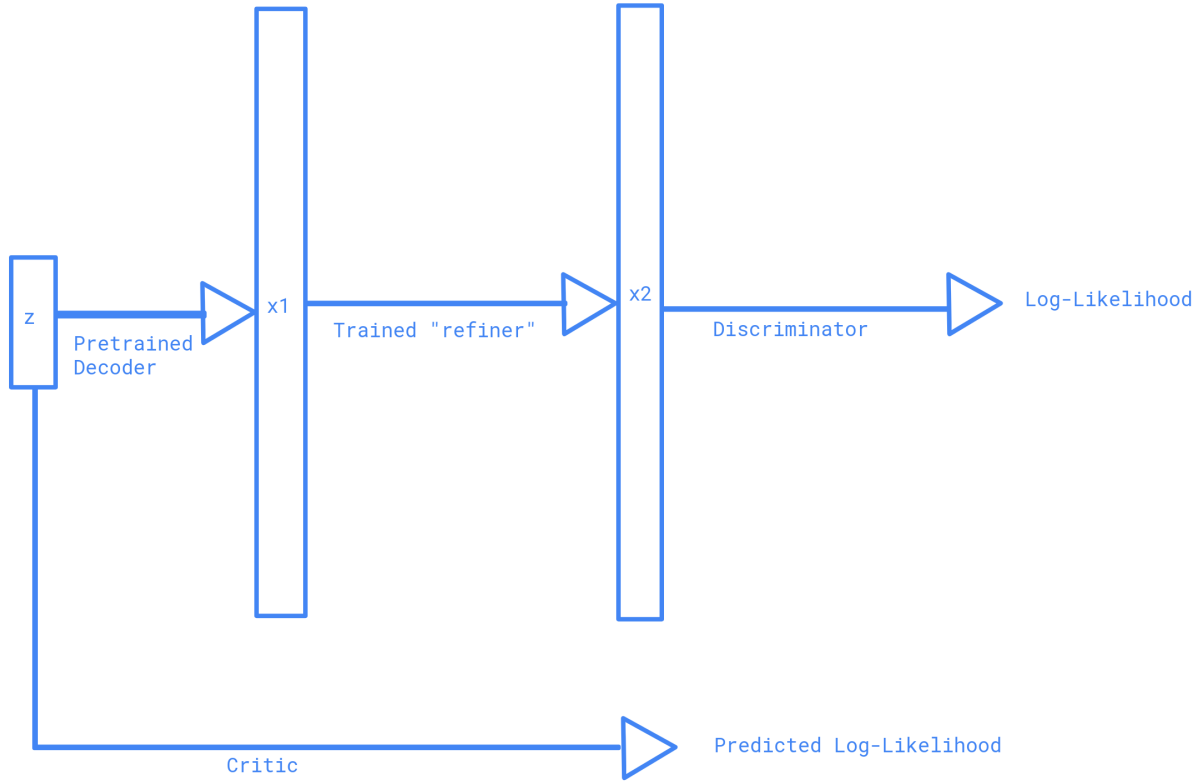 z
Pretrained
Decoder
x1
Trained "refiner"
x2
Discriminator
Log-Likelihood
Critic
Predicted Log-Likelihood